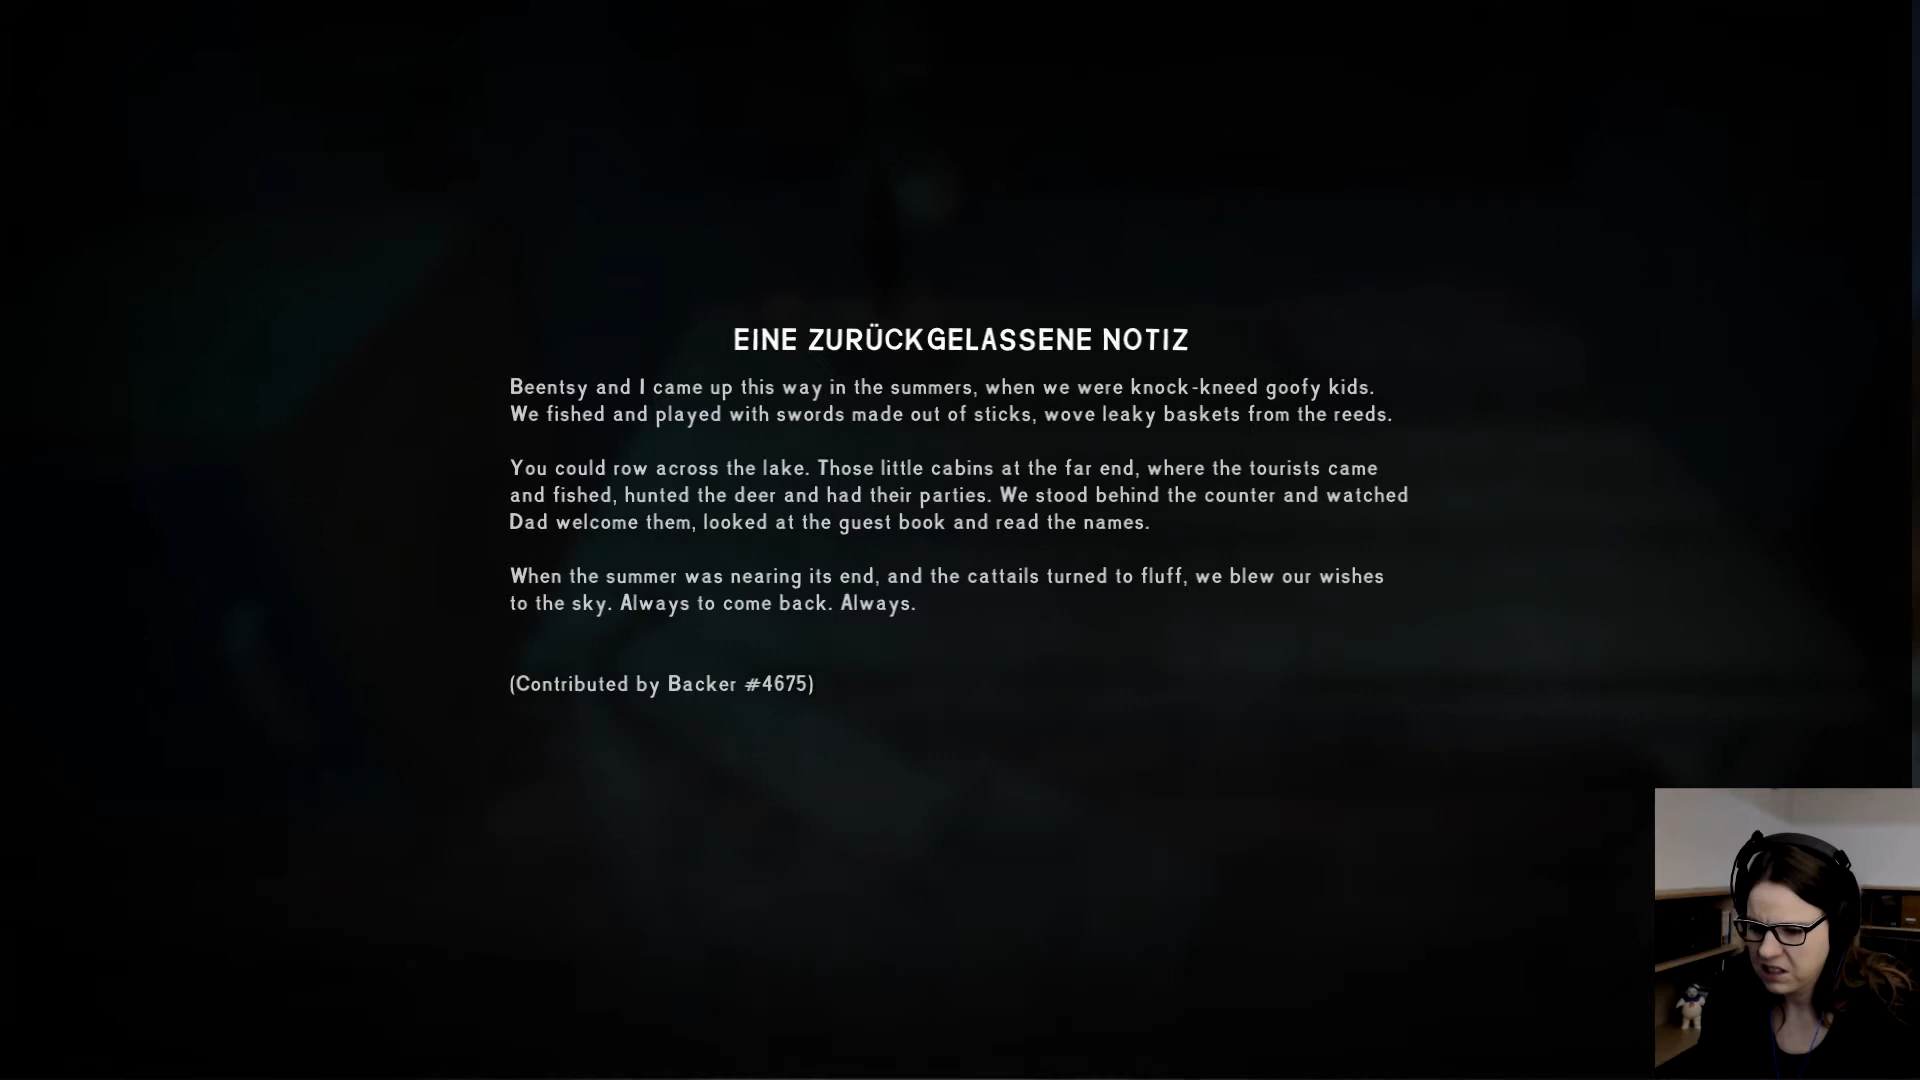 EINE ZURÜCKGELASSENE NOTIZ
Beentsy and I came up this way in the summers, when we were knock-kneed goofy kids.
We fished and played with swords made out of sticks, wove leaky baskets from the reeds.
You could row across the lake. Those little cabins at the far end, where the tourists came
and fished, hunted the deer and had their parties. We stood behind the counter and watched
Dad welcome them, looked at the guest book and read the names.
When the summer was nearing its end, and the cattails turned to fluff, we blew our wishes
to the sky. Always to come back. Always.
(Contributed by Backer #4675)